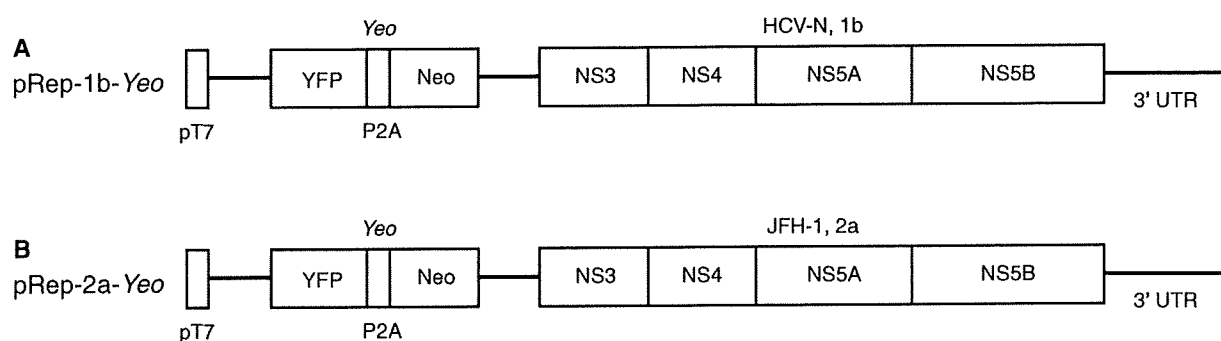 A
pRep-1b-Yeo
Yeo
HCV-N, 1b
YFP
Neo
NS3
NS4
NS5A
NS5B
pT7
P2A
3' UTR
B
pRep-2a-Yeo
Yeo
JFH-1, 2a
YFP
Neo
NS3
NS4
NS5A
NS5B
pT7
P2A
3' UTR